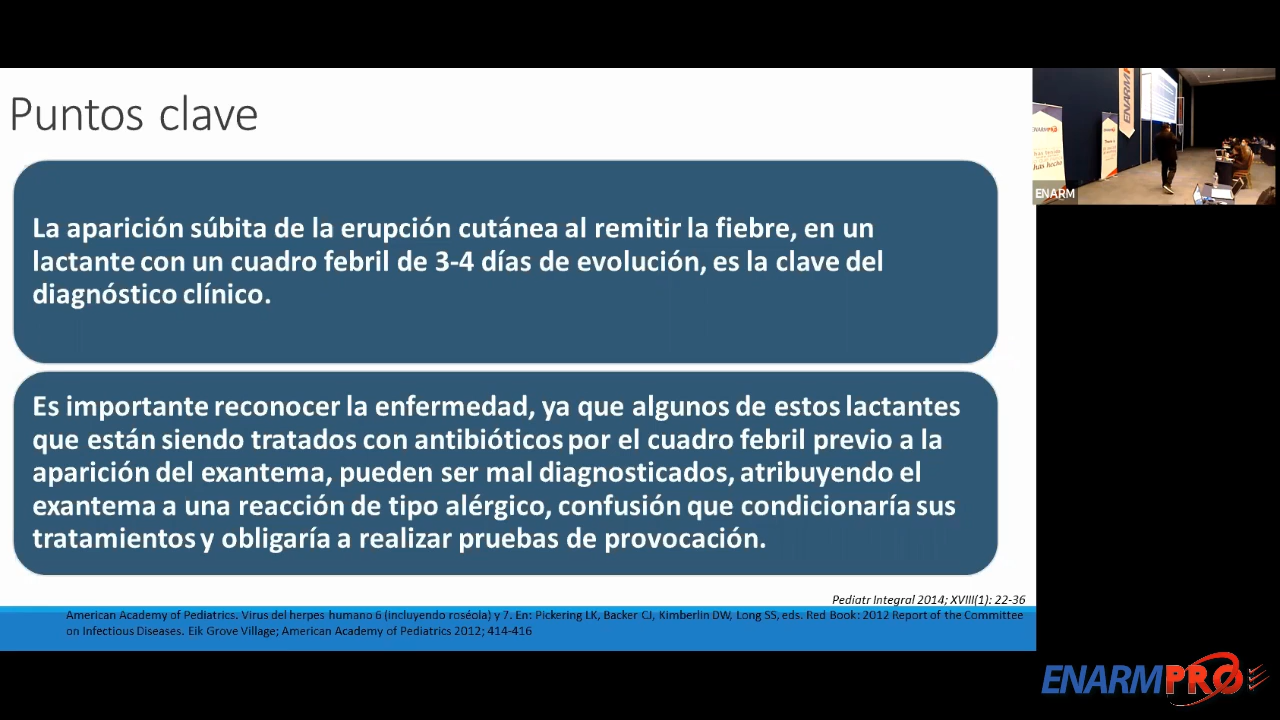 Puntos clave
La aparición súbita de la erupción cutánea al remitir la fiebre, en un
lactante con un cuadro febril de 3-4 días de evolución, es la clave del
diagnóstico clínico.
Es importante reconocer la enfermedad, ya que algunos de estos lactantes
que están siendo tratados con antibióticos por el cuadro febril previo a la
aparición del exantema, pueden ser mal diagnosticados, atribuyendo el
exantema a una reacción de tipo alérgico, confusión que condicionaría sus
tratamientos y obligaría a realizar pruebas de provocación.
Pediatr Integral 2014; XVIII(1): 22-36
American Academy of Pediatrics. Virus del herpes humano 6 (incluyendo roséola) y 7. En: Pickering LK, Backer CJ, Kimberlin DW, Long SS, eds. Red Book: 2012 Report of the Committee
on Infectious Diseases. Eik Grove Village; American Academy of Pediatrics 2012; 414-416
ENARM
ENARMPRO
ENARM
ENARMPRO